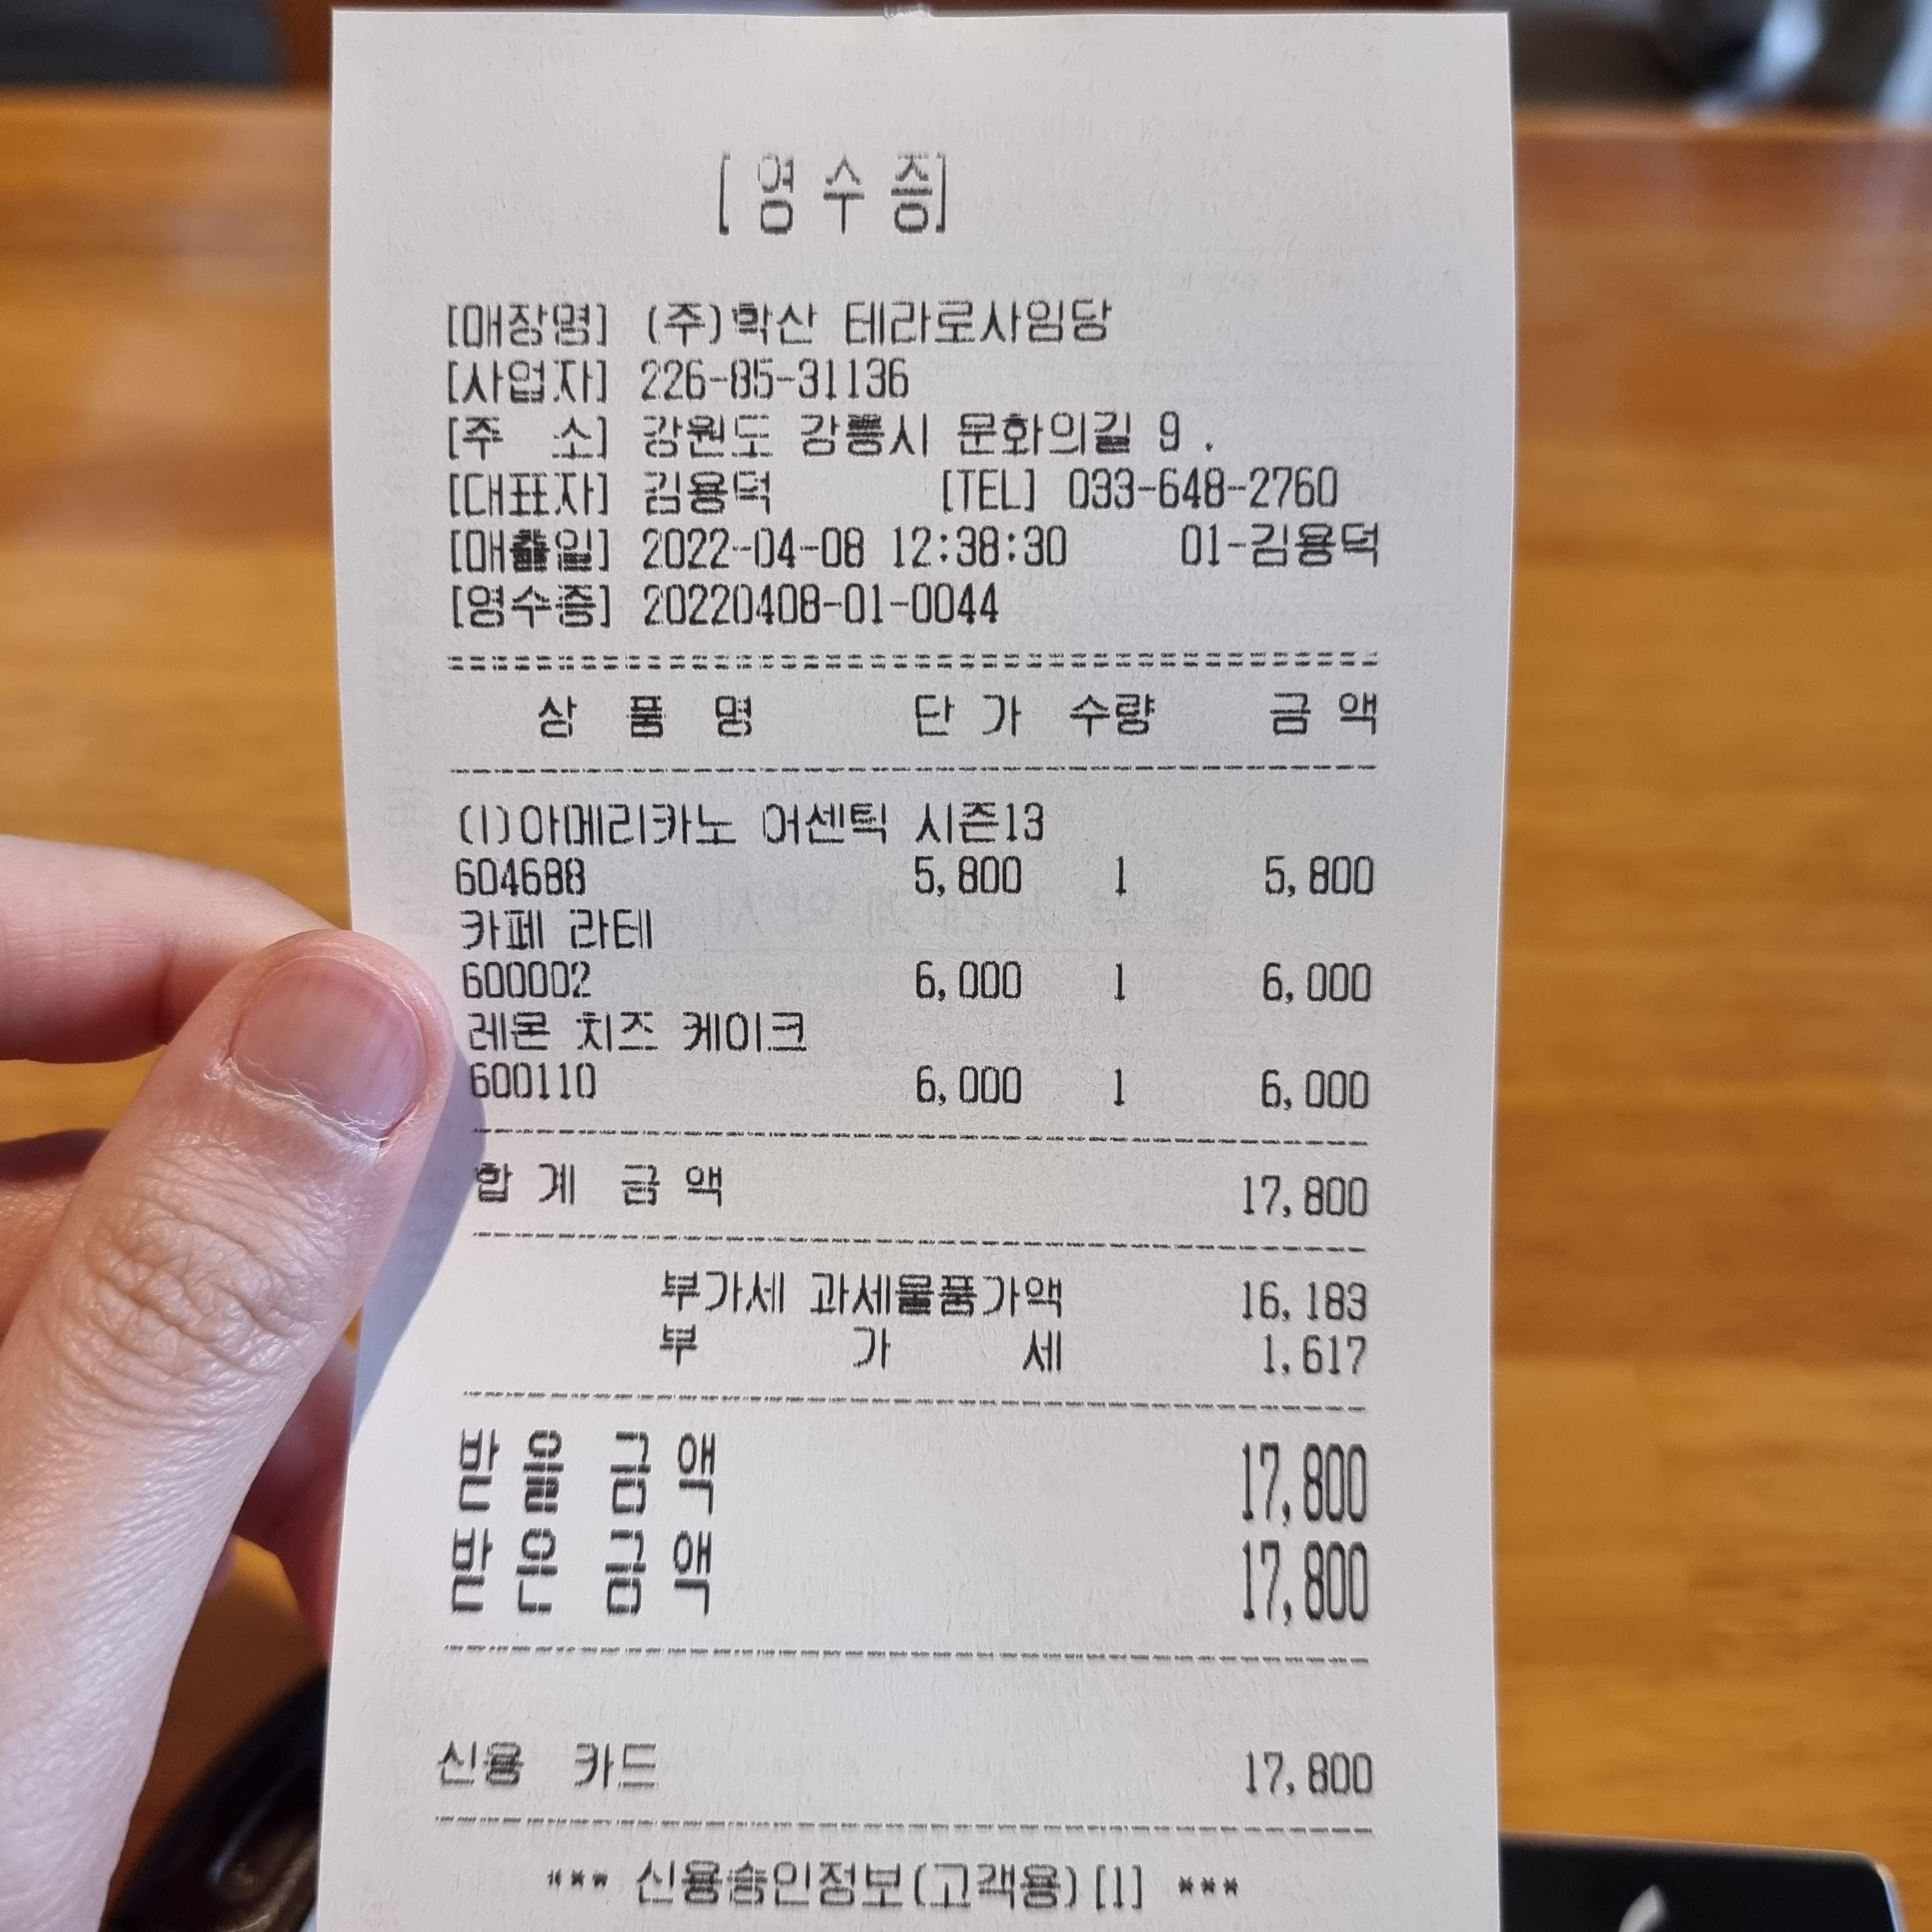 [ 영 수 증]
[매장명] (주)학산 테라로사임당
[사업자] 226-85-31136
[주 소] 강원도 강릉시 문화의길 9 .
[대표자] 김용덕 [TEL] 033-648-2760
[매출일] 2022-04-08 12:38:30 01-김용덕
[영수증] 20220408-01-0044
상 품 명 단 가 수량 금 액
(I)아메리카노 어센틱 시즌13
604688 5,800 1 5,800
카페 라테
600002 6,000 1 6,000
레몬 치즈 케이크
600110 6,000 1 6,000
합 계 금 액 17,800
부가세 과세물품가액 16,183
부 가 세 1,617
받 을 금 액 17,800
받 은 금 액 17,800
신용 카드 17,800
*** 신용승인정보(고객용)[1] ***